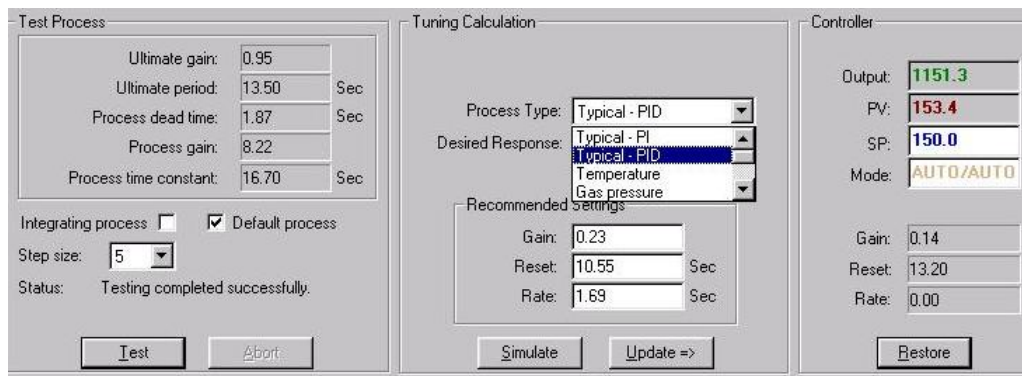 Test Process
Ultimate gain: 0.95
Ultimate period: 13.50 Sec
Process dead time: 1.87 Sec
Process gain: 8.22
Process time constant: 16.70 Sec
Integrating process
Default process
Step size: 5
Status: Testing completed successfully.
Test
Abort
Tuning Calculation
Process Type: Typical - PID
Desired Response:
Typical - PI
Typical - PID
Temperature
Gas pressure
Recommended Settings
Gain: 0.23
Reset: 10.55 Sec
Rate: 1.69 Sec
Simulate
Update =>
Controller
Output: 1151.3
PV: 153.4
SP: 150.0
Mode: AUTO/AUTO
Gain: 0.14
Reset: 13.20
Rate: 0.00
Restore